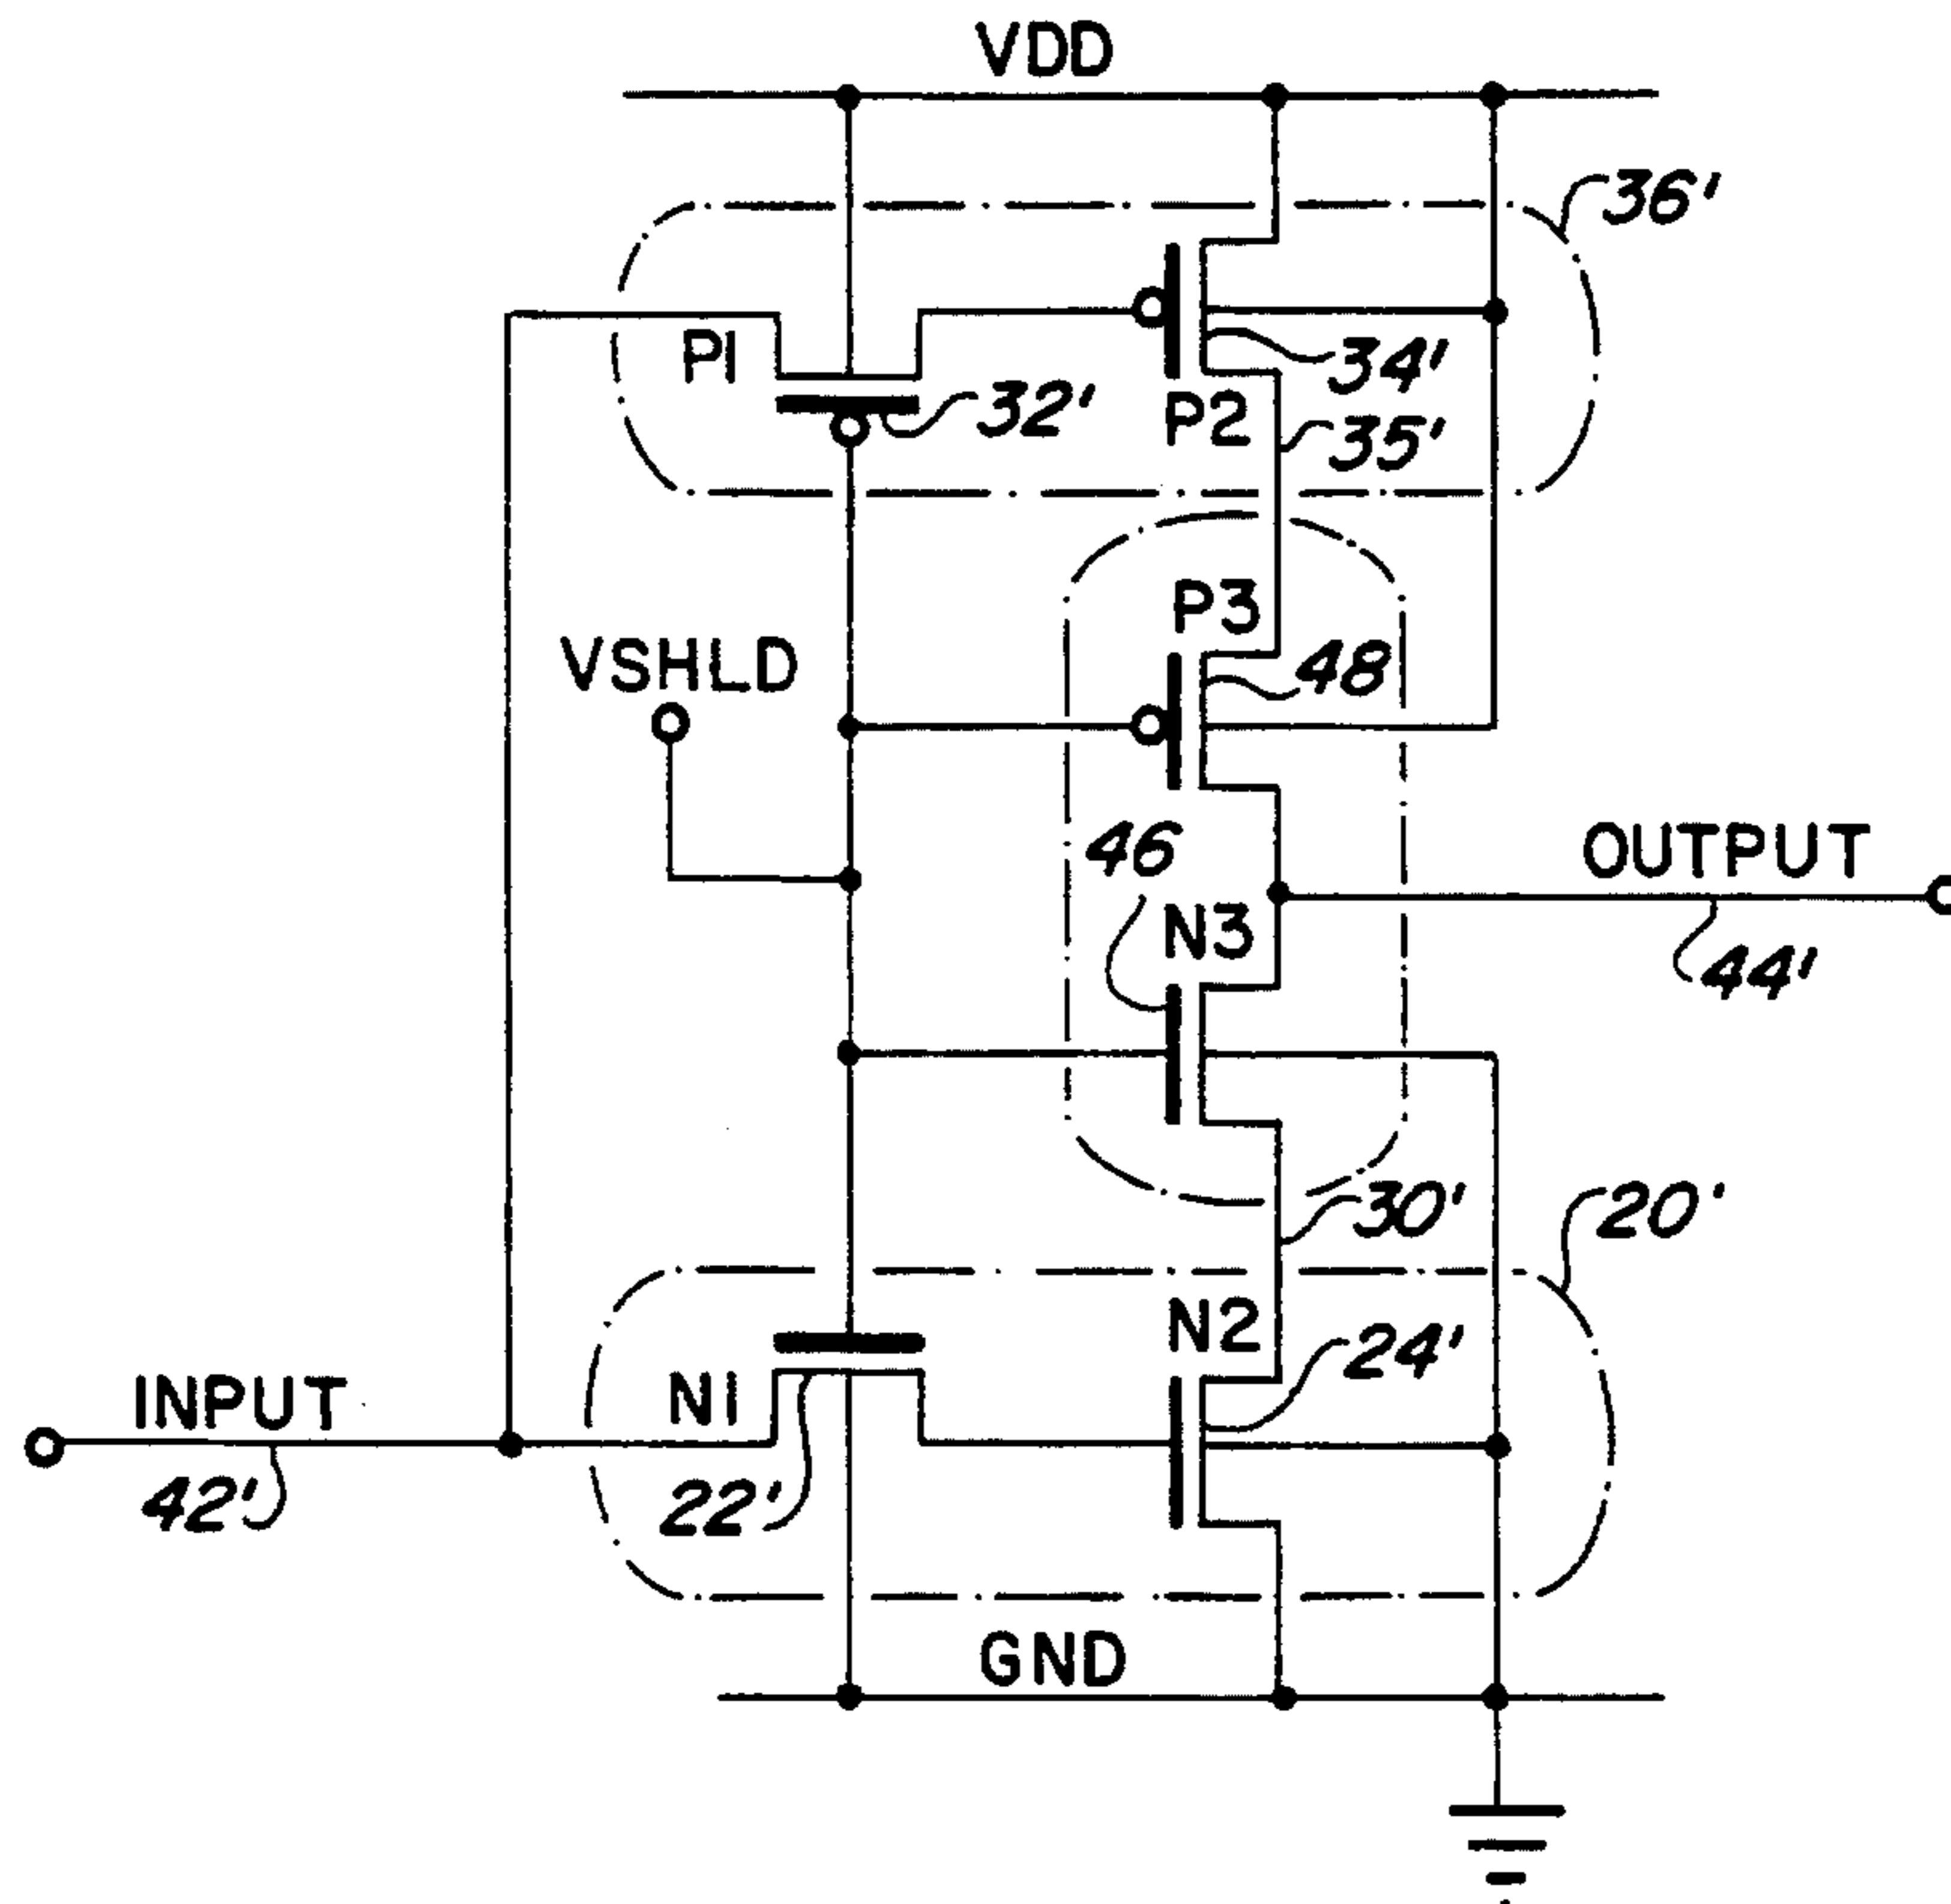 VDD
36'
P1
34'
32'
P2
35'
P3
VSHLD
48
46
OUTPUT
N3
44'
30'
20'
N2
24'
INPUT
N1
42'
22'
GND